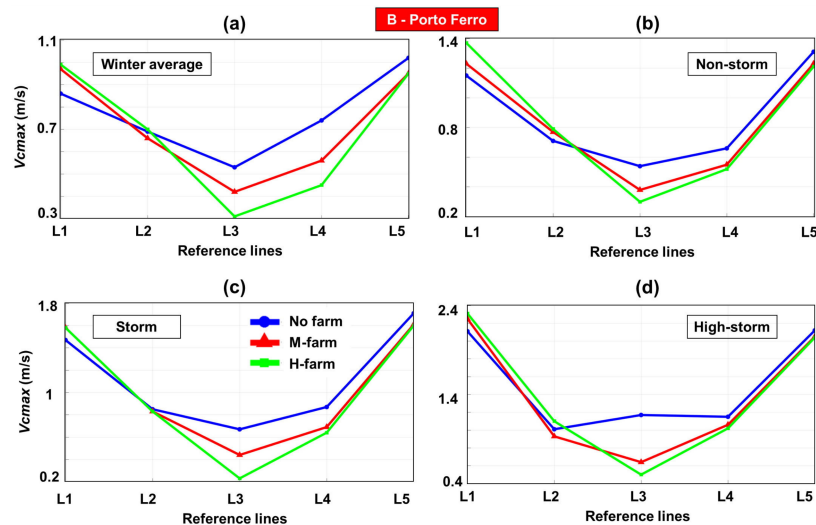 B - Porto Ferro
(a)
Winter average
Vcmax (m/s)
1.1
0.7
0.3
L1 L2 L3 L4 L5
Reference lines
(b)
Non-storm
1.4
0.8
0.2
L1 L2 L3 L4 L5
Reference lines
(c)
Storm
No farm
M-farm
H-farm
Vcmax (m/s)
1.8
1
0.2
L1 L2 L3 L4 L5
Reference lines
(d)
High-storm
2.4
1.4
0.4
L1 L2 L3 L4 L5
Reference lines